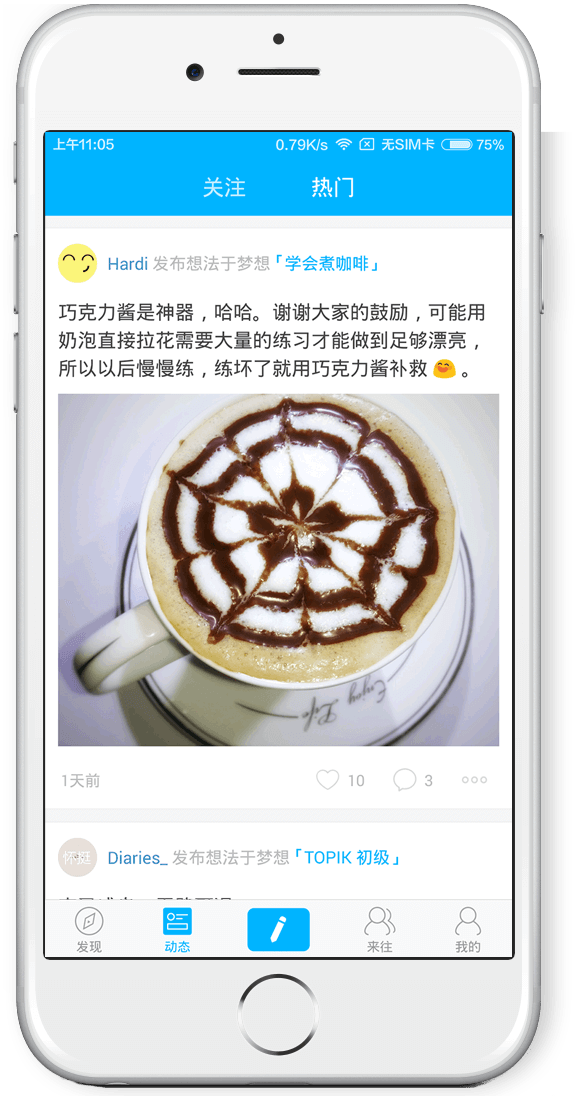 上午11:05 0.79K/s 无SIM卡 75%
关注 热门
Hardi 发布想法于梦想「学会煮咖啡」
巧克力酱是神器，哈哈。谢谢大家的鼓励，可能用
奶泡直接拉花需要大量的练习才能做到足够漂亮，
所以以后慢慢练，练坏了就用巧克力酱补救 😄 。
Enjoy Life
1天前 10 3
怀挺
Diaries_ 发布想法于梦想「TOPIK 初级」
发现 动态 来往 我的